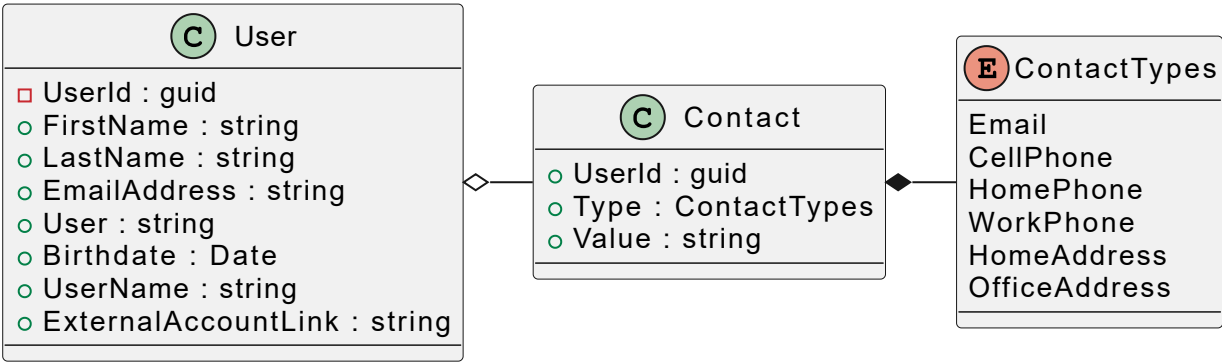 C User
UserId : guid
FirstName : string
LastName : string
EmailAddress : string
User : string
Birthdate : Date
UserName : string
ExternalAccountLink : string
C Contact
UserId : guid
Type : ContactTypes
Value : string
E ContactTypes
Email
CellPhone
HomePhone
WorkPhone
HomeAddress
OfficeAddress